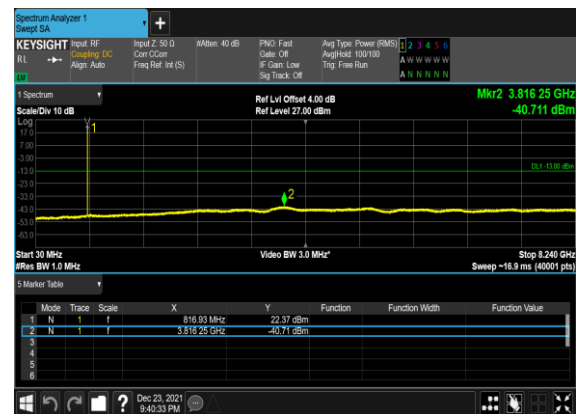 Spectrum Analyzer 1
Swept SA
KEYSIGHT Input: RF Input Z: 50 Ω #Atten: 40 dB PNO: Fast Avg Type: Power (RMS) 1 2 3 4 5 6
RL Coupling: DC Corr CCorr Gate: Off Avg|Hold: 100/100 A W W W W W
Align: Auto Freq Ref: Int (S) IF Gain: Low Trig: Free Run
Sig Track: Off A N N N N N
1 Spectrum Ref Lvl Offset 4.00 dB Mkr2 3.816 25 GHz
Scale/Div 10 dB Ref Level 27.00 dBm -40.711 dBm
Log
17.0
1
7.00
-3.00
-13.0 DL1 -13.00 dBm
-23.0
-33.0
2
-43.0
-53.0
-63.0
Start 30 MHz Video BW 3.0 MHz* Stop 8.240 GHz
#Res BW 1.0 MHz Sweep ~16.9 ms (40001 pts)
5 Marker Table
Mode Trace Scale X Y Function Function Width Function Value
1 N 1 f 816.93 MHz 22.37 dBm
2 N 1 f 3.816 25 GHz -40.71 dBm
3
4
5
6
? Dec 23, 2021
9:40:33 PM